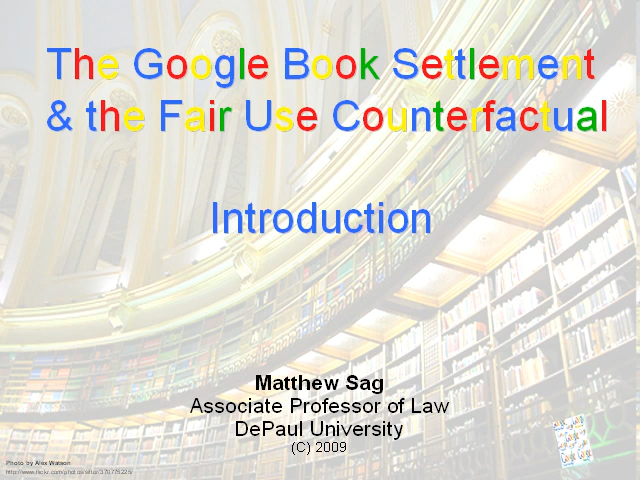 The Google Book Settlement
& the Fair Use Counterfactual
Introduction
Matthew Sag
Associate Professor of Law
DePaul University
(C) 2009
Photo by Alex Watson